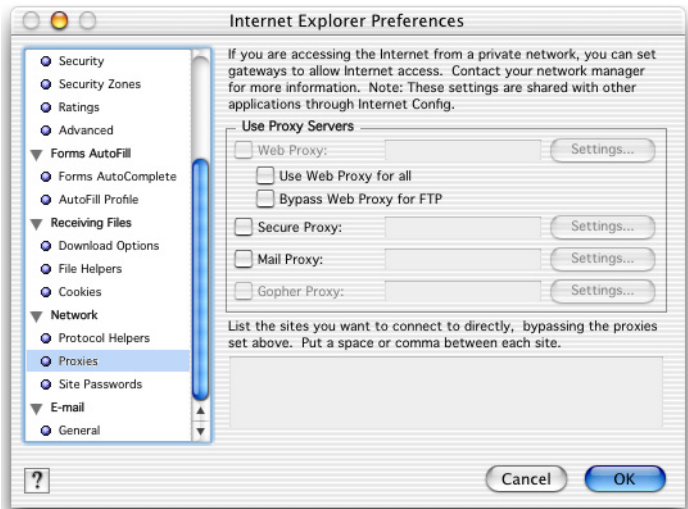 Internet Explorer Preferences
Security
Security Zones
Ratings
Advanced
Forms AutoFill
Forms AutoComplete
AutoFill Profile
Receiving Files
Download Options
File Helpers
Cookies
Network
Protocol Helpers
Proxies
Site Passwords
E-mail
General
If you are accessing the Internet from a private network, you can set
gateways to allow Internet access. Contact your network manager
for more information. Note: These settings are shared with other
applications through Internet Config.
Use Proxy Servers
Web Proxy: Settings...
Use Web Proxy for all
Bypass Web Proxy for FTP
Secure Proxy: Settings...
Mail Proxy: Settings...
Gopher Proxy: Settings...
List the sites you want to connect to directly, bypassing the proxies
set above. Put a space or comma between each site.
?
Cancel OK